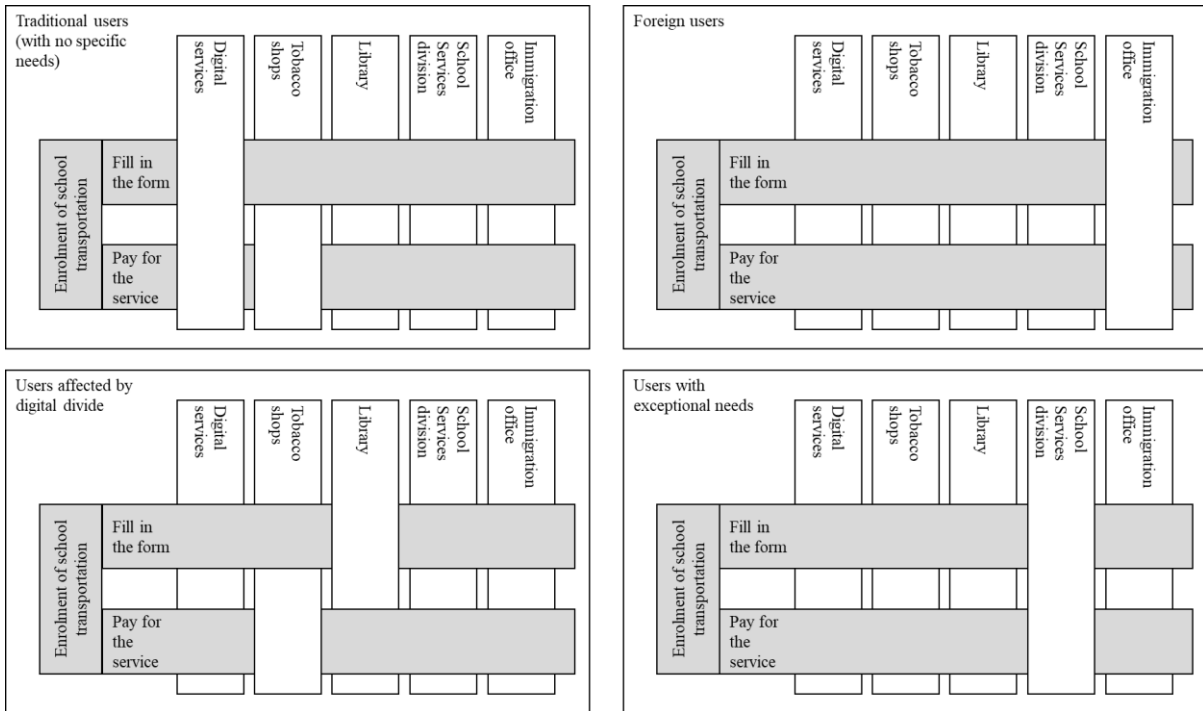 Traditional users
(with no specific
needs)
Digital
services
Tobacco
shops
Library
School
Services
division
Immigration
office
Enrolment of school
transportation
Fill in
the form
Pay for
the
service
Foreign users
Digital
services
Tobacco
shops
Library
School
Services
division
Immigration
office
Enrolment of school
transportation
Fill in
the form
Pay for
the
service
Users affected by
digital divide
Digital
services
Tobacco
shops
Library
School
Services
division
Immigration
office
Enrolment of school
transportation
Fill in
the form
Pay for
the
service
Users with
exceptional needs
Digital
services
Tobacco
shops
Library
School
Services
division
Immigration
office
Enrolment of school
transportation
Fill in
the form
Pay for
the
service